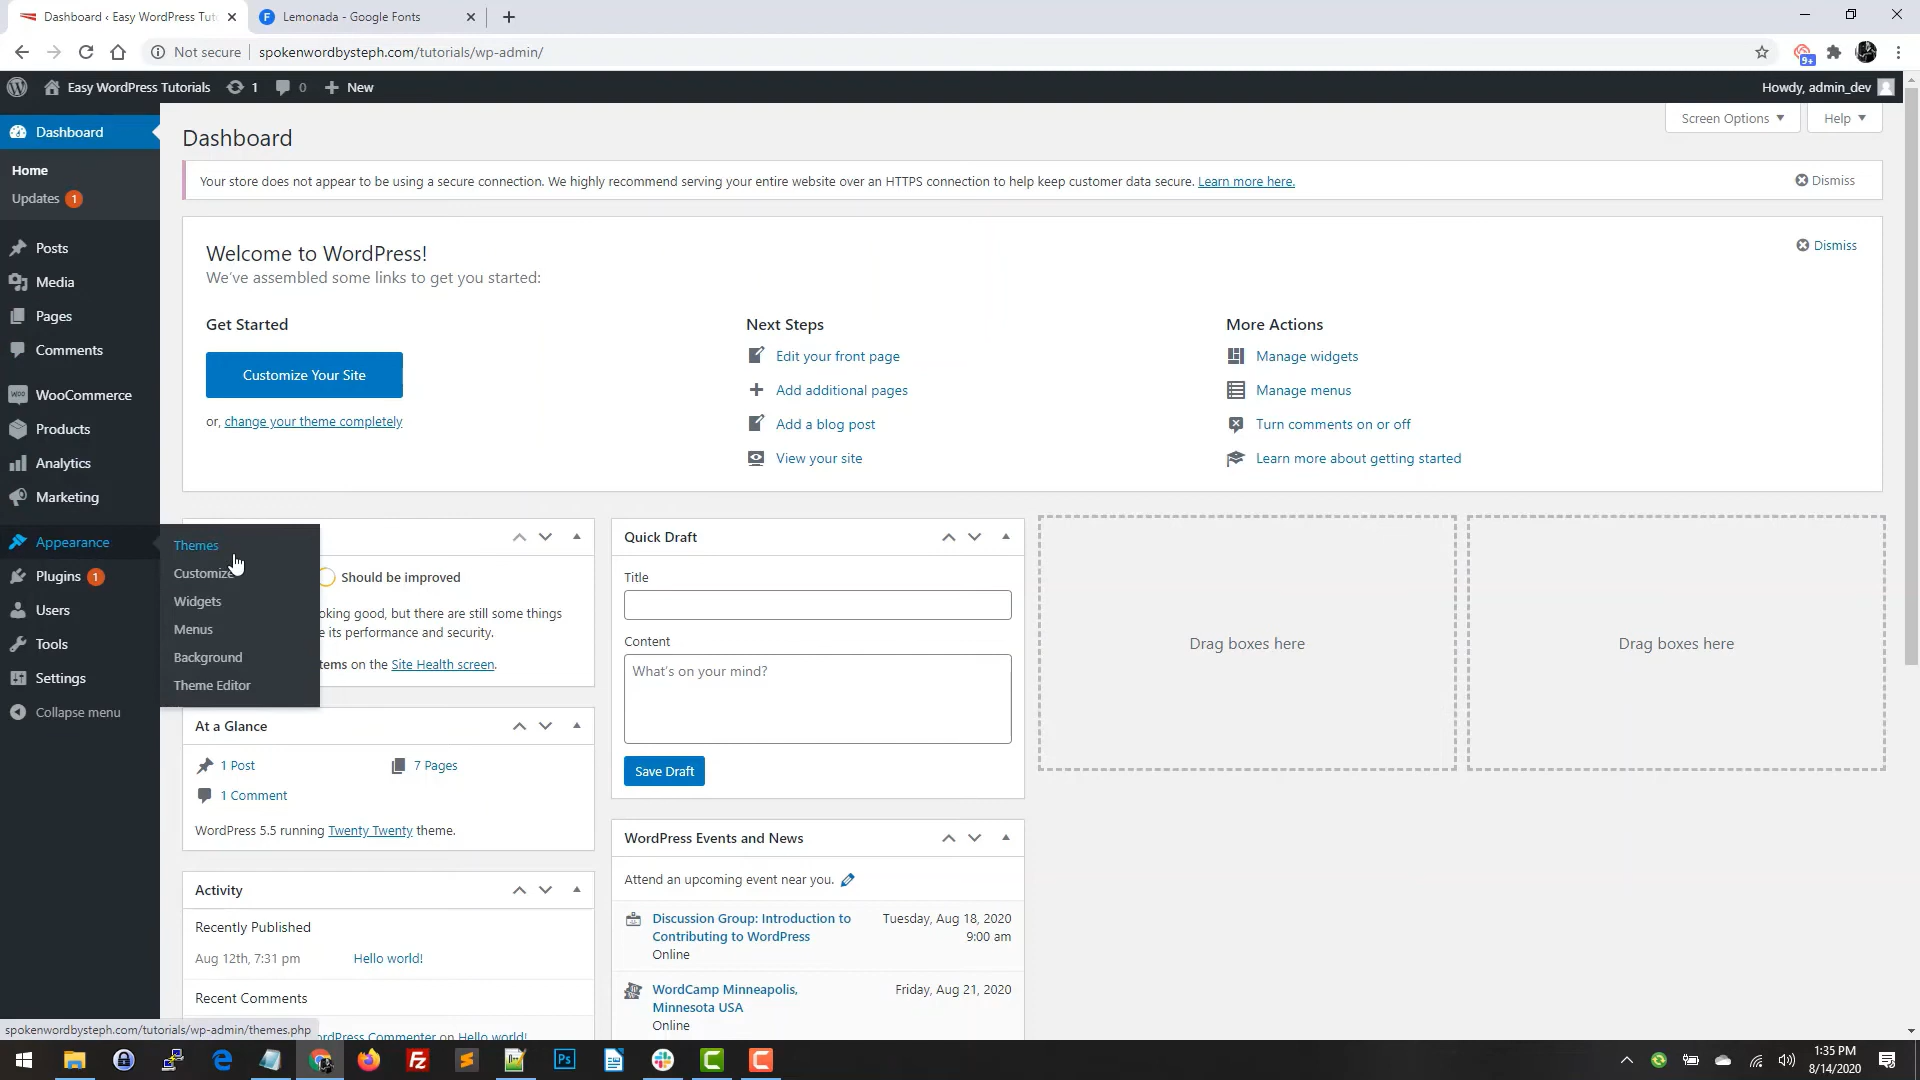 Dashboard ‹ Easy WordPress Tuto
Lemonada - Google Fonts
Not secure
spokenwordbysteph.com/tutorials/wp-admin/
9+
Easy WordPress Tutorials
1
0
New
Howdy, admin_dev
Dashboard
Home
Updates 1
Posts
Media
Pages
Comments
WooCommerce
Products
Analytics
Marketing
Appearance
Plugins 1
Users
Tools
Settings
Collapse menu
Themes
Customize
Widgets
Menus
Background
Theme Editor
Dashboard
Screen Options
Help
Your store does not appear to be using a secure connection. We highly recommend serving your entire website over an HTTPS connection to help keep customer data secure. Learn more here.
Dismiss
Welcome to WordPress!
We've assembled some links to get you started:
Dismiss
Get Started
Customize Your Site
or, change your theme completely
Next Steps
Edit your front page
Add additional pages
Add a blog post
View your site
More Actions
Manage widgets
Manage menus
Turn comments on or off
Learn more about getting started
Should be improved
oking good, but there are still some things
e its performance and security.
tems on the Site Health screen.
At a Glance
1 Post
7 Pages
1 Comment
WordPress 5.5 running Twenty Twenty theme.
Activity
Recently Published
Aug 12th, 7:31 pm
Hello world!
Recent Comments
ordPress Commenter on Hello world!
Quick Draft
Title
Content
What's on your mind?
Save Draft
WordPress Events and News
Attend an upcoming event near you.
Discussion Group: Introduction to
Contributing to WordPress
Online
Tuesday, Aug 18, 2020
9:00 am
WordCamp Minneapolis,
Minnesota USA
Online
Friday, Aug 21, 2020
Drag boxes here
Drag boxes here
spokenwordbysteph.com/tutorials/wp-admin/themes.php
1:35 PM
8/14/2020